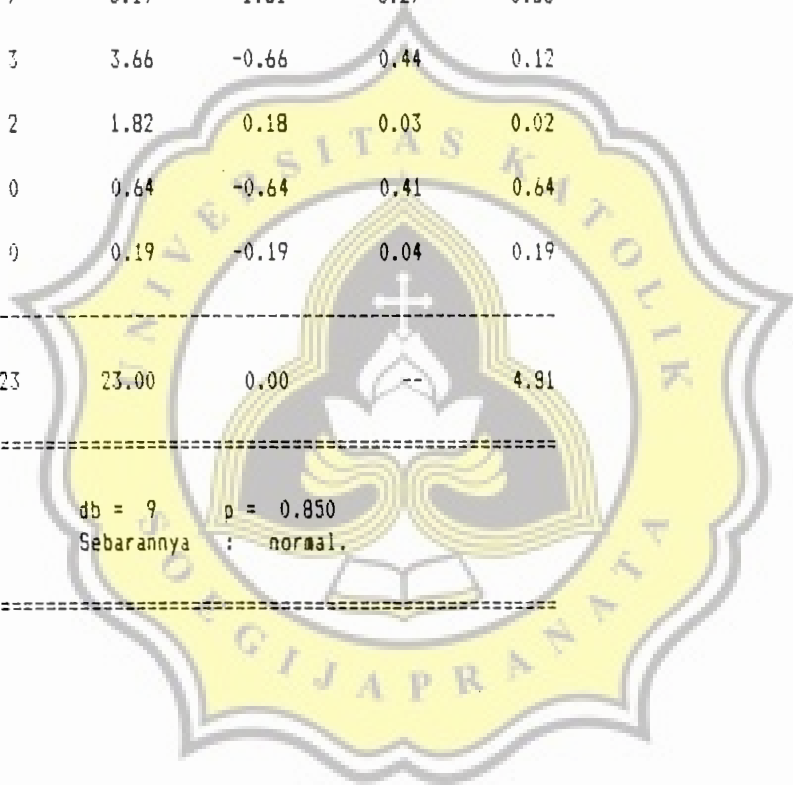 3 3.66 -0.66 0.44 0.12
2 1.82 0.18 0.03 0.02
0 0.64 -0.64 0.41 0.64
0 0.19 -0.19 0.04 0.19
23 23.00 0.00 -- 4.91
db = 9 p = 0.850
Sebarannya : normal.
UNIVERSITAS KATOLIK
SOEGIJAPRANATA